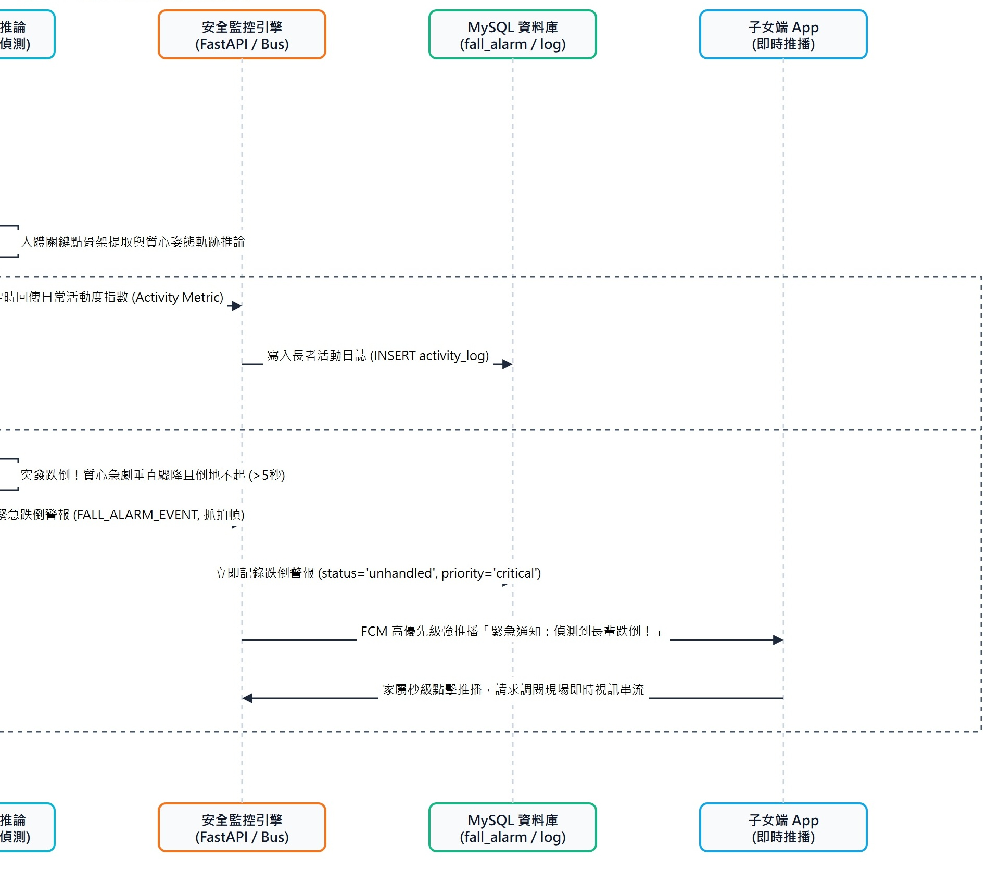 推論
偵測)
安全監控引擎
(FastAPI / Bus)
MySQL 資料庫
(fall_alarm / log)
子女端 App
(即時推播)
人體關鍵點骨架提取與質心姿態軌跡推論
定時回傳日常活動度指數 (Activity Metric)
寫入長者活動日誌 (INSERT activity_log)
突發跌倒！質心急劇垂直驟降且倒地不起 (>5秒)
緊急跌倒警報 (FALL_ALARM_EVENT, 抓拍幀)
立即記錄跌倒警報 (status='unhandled', priority='critical')
FCM 高優先級強推播「緊急通知：偵測到長輩跌倒！」
家屬秒級點擊推播，請求調閱現場即時視訊串流
推論
偵測)
安全監控引擎
(FastAPI / Bus)
MySQL 資料庫
(fall_alarm / log)
子女端 App
(即時推播)